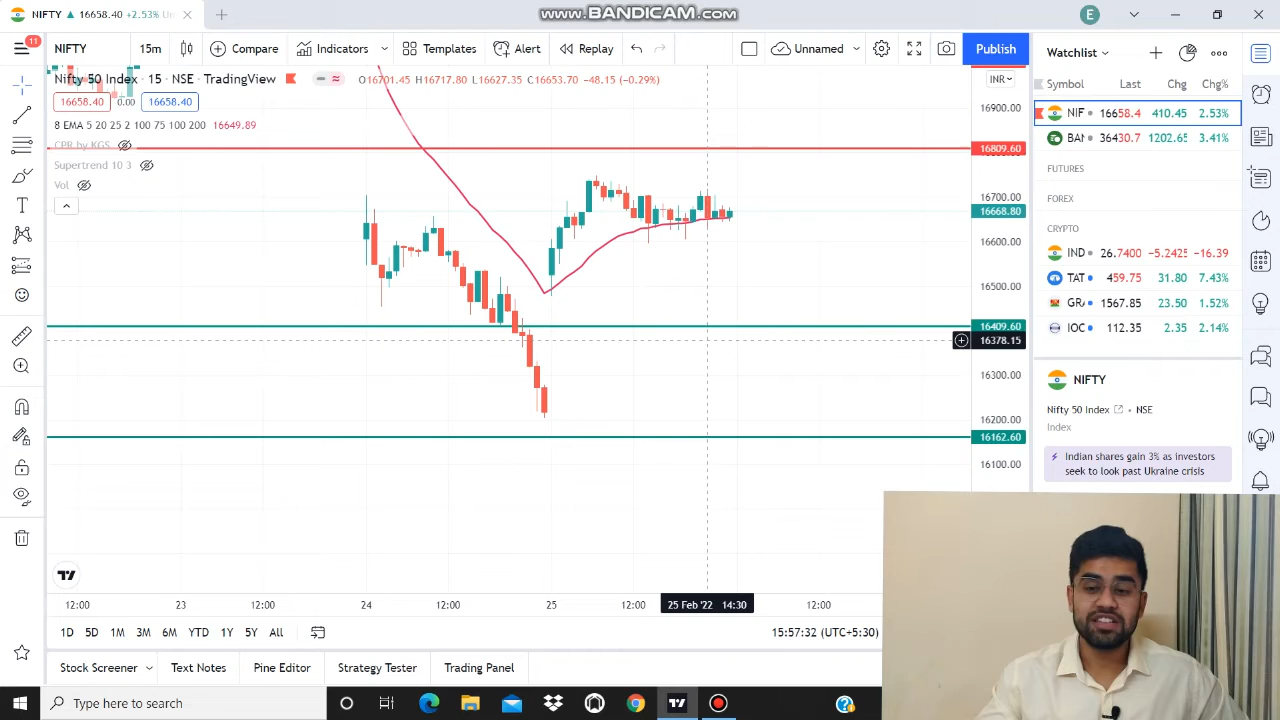 NIFTY ▲ 16658.40 +2.53% Un
www.BANDICAM.com
E
11
NIFTY
15m
Compare
Indicators
Templates
Alert
Replay
Unnamed
Publish
Watchlist
Nifty 50 Index · 15 · NSE · TradingView
O16701.45 H16717.80 L16627.35 C16653.70 −48.15 (−0.29%)
INR
Symbol Last Chg Chg%
16658.40 0.00 16658.40
8 EMA 5 20 25 2 100 75 100 200 16649.89
CPR by KGS
Supertrend 10 3
Vol
16900.00
16809.60
16700.00
16668.80
16600.00
16500.00
16409.60
16378.15
16300.00
16200.00
16162.60
16100.00
NIF 16658.4 410.45 2.53%
BAN 36430.7 1202.65 3.41%
FUTURES
FOREX
CRYPTO
IND 26.7400 −5.2425 −16.39
TAT 459.75 31.80 7.43%
GRA 1567.85 23.50 1.52%
IOC 112.35 2.35 2.14%
NIFTY
Nifty 50 Index · NSE
Index
Indian shares gain 3% as investors
seek to look past Ukraine crisis
12:00 23 12:00 24 12:00 25 12:00 25 Feb '22 14:30 12:00
1D 5D 1M 3M 6M YTD 1Y 5Y All
15:57:32 (UTC+5:30)
Stock Screener Text Notes Pine Editor Strategy Tester Trading Panel
Type here to search